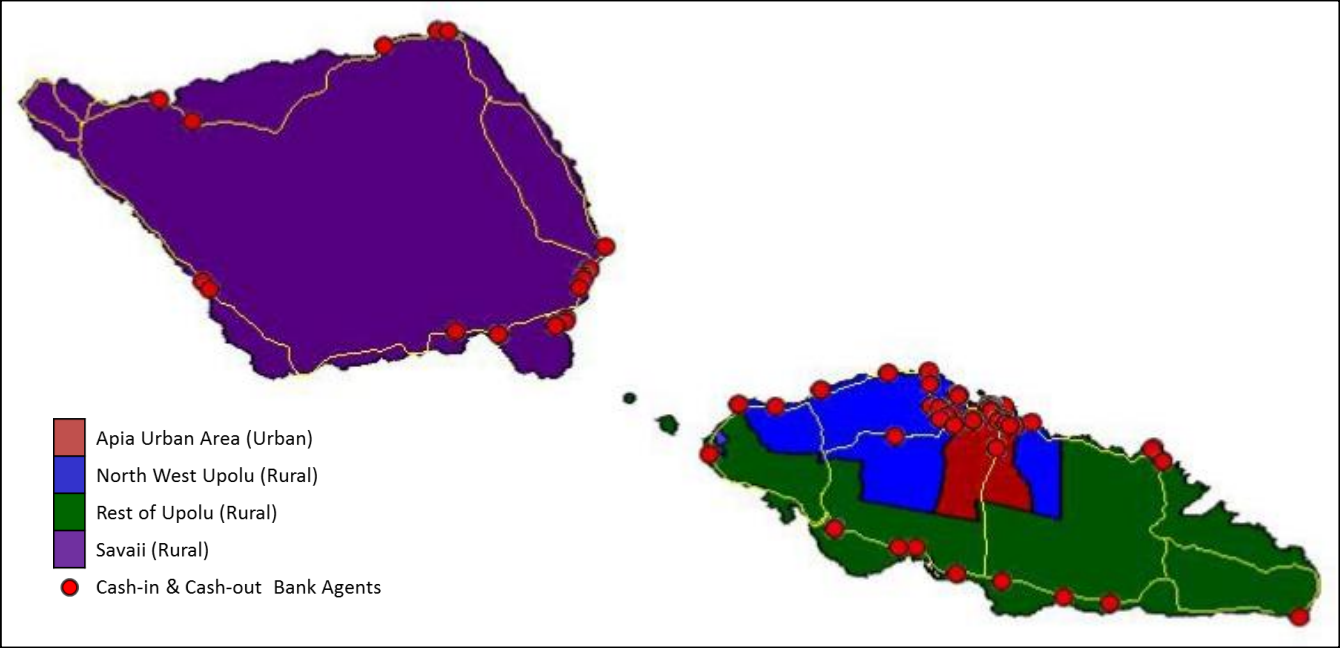 Apia Urban Area (Urban)
North West Upolu (Rural)
Rest of Upolu (Rural)
Savaii (Rural)
Cash-in & Cash-out Bank Agents